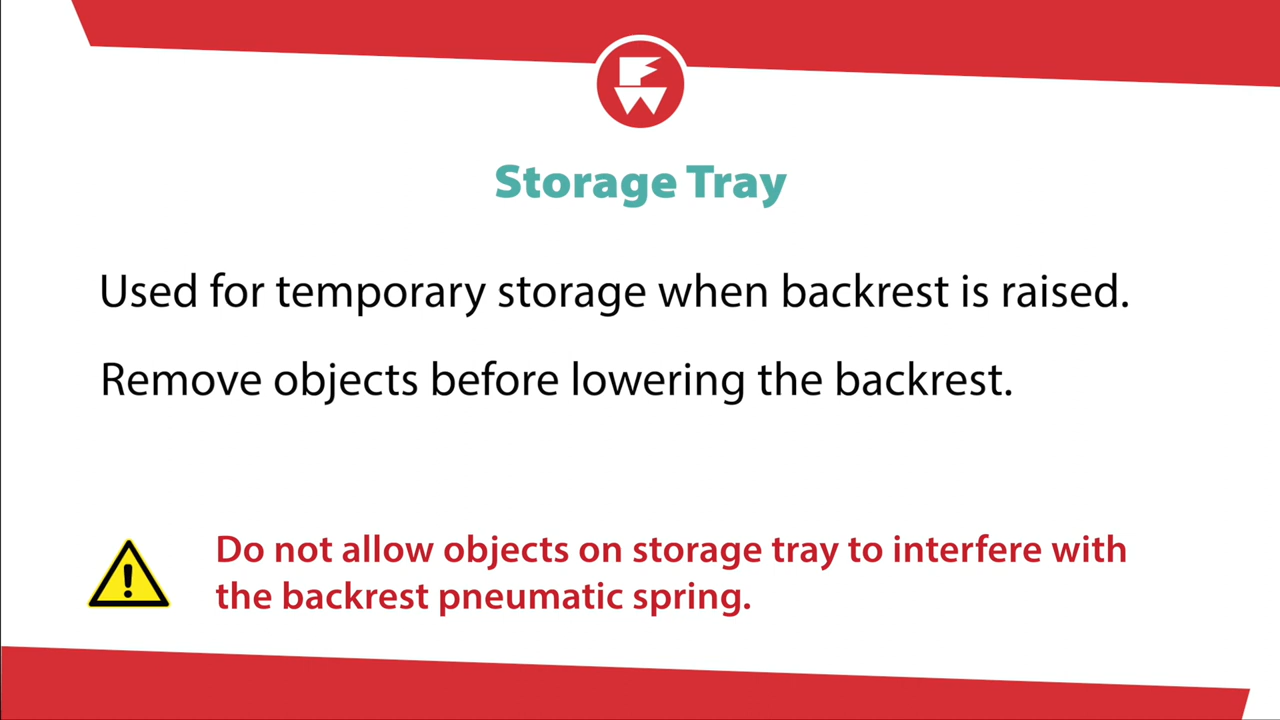 Storage Tray
Used for temporary storage when backrest is raised.
Remove objects before lowering the backrest.
Do not allow objects on storage tray to interfere with
the backrest pneumatic spring.